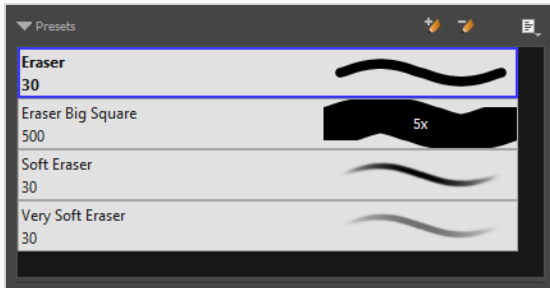 Presets
Eraser
30
Eraser Big Square
500
5x
Soft Eraser
30
Very Soft Eraser
30